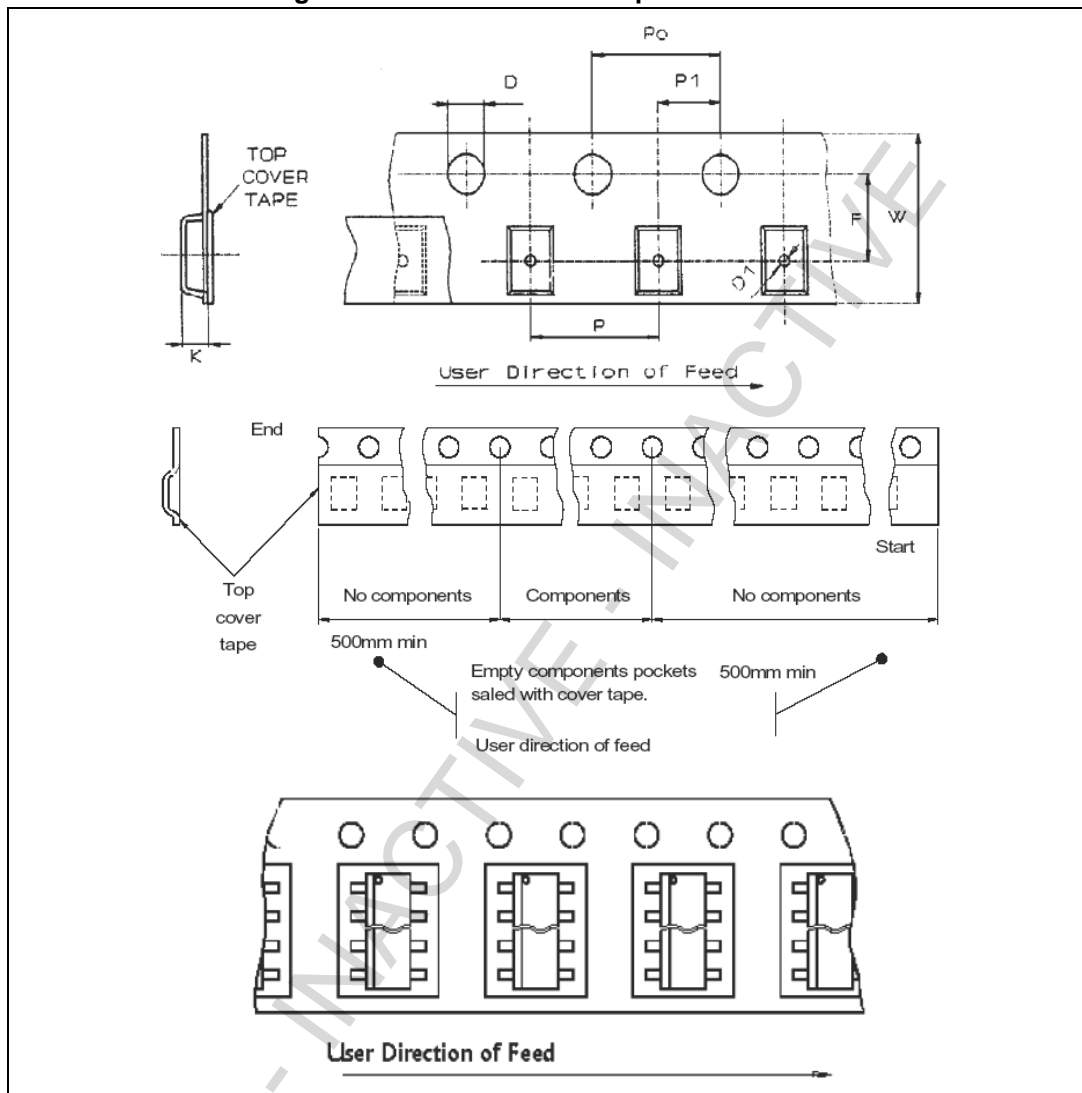 Po
D
P1
TOP
COVER
TAPE
F
W
D1
P
K
User Direction of Feed
End
Start
Top
cover
tape
No components
Components
No components
500mm min
Empty components pockets
saled with cover tape.
500mm min
User direction of feed
User Direction of Feed
- INACTIVE - INACTIVE